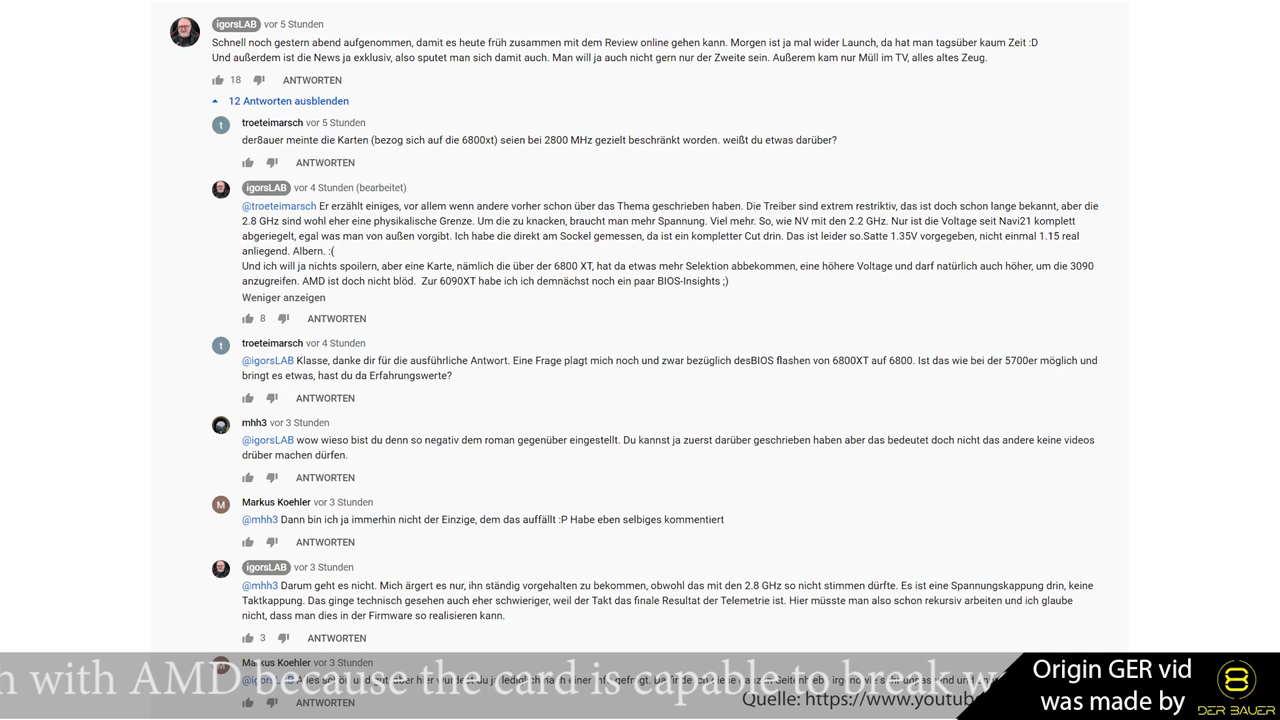 igorsLAB vor 5 Stunden
Schnell noch gestern abend aufgenommen, damit es heute früh zusammen mit dem Review online gehen kann. Morgen ist ja mal wider Launch, da hat man tagsüber kaum Zeit :D
Und außerdem ist die News ja exklusiv, also sputet man sich damit auch. Man will ja auch nicht gern nur der Zweite sein. Außerem kam nur Müll im TV, alles altes Zeug.
18 ANTWORTEN
12 Antworten ausblenden
t
troeteimarsch vor 5 Stunden
der8auer meinte die Karten (bezog sich auf die 6800xt) seien bei 2800 MHz gezielt beschränkt worden. weißt du etwas darüber?
ANTWORTEN
igorsLAB vor 4 Stunden (bearbeitet)
@troeteimarsch Er erzählt einiges, vor allem wenn andere vorher schon über das Thema geschrieben haben. Die Treiber sind extrem restriktiv, das ist doch schon lange bekannt, aber die
2.8 GHz sind wohl eher eine physikalische Grenze. Um die zu knacken, braucht man mehr Spannung. Viel mehr. So, wie NV mit den 2.2 GHz. Nur ist die Voltage seit Navi21 komplett
abgeriegelt, egal was man von außen vorgibt. Ich habe die direkt am Sockel gemessen, da ist ein kompletter Cut drin. Das ist leider so.Satte 1.35V vorgegeben, nicht einmal 1.15 real
anliegend. Albern. :(
Und ich will ja nichts spoilern, aber eine Karte, nämlich die über der 6800 XT, hat da etwas mehr Selektion abbekommen, eine höhere Voltage und darf natürlich auch höher, um die 3090
anzugreifen. AMD ist doch nicht blöd. Zur 6090XT habe ich ich demnächst noch ein paar BIOS-Insights ;)
Weniger anzeigen
8 ANTWORTEN
t
troeteimarsch vor 4 Stunden
@igorsLAB Klasse, danke dir für die ausführliche Antwort. Eine Frage plagt mich noch und zwar bezüglich desBIOS flashen von 6800XT auf 6800. Ist das wie bei der 5700er möglich und
bringt es etwas, hast du da Erfahrungswerte?
ANTWORTEN
mhh3 vor 3 Stunden
@igorsLAB wow wieso bist du denn so negativ dem roman gegenüber eingestellt. Du kannst ja zuerst darüber geschrieben haben aber das bedeutet doch nicht das andere keine videos
drüber machen dürfen.
ANTWORTEN
M
Markus Koehler vor 3 Stunden
@mhh3 Dann bin ich ja immerhin nicht der Einzige, dem das auffällt :P Habe eben selbiges kommentiert
ANTWORTEN
igorsLAB vor 3 Stunden
@mhh3 Darum geht es nicht. Mich ärgert es nur, ihn ständig vorgehalten zu bekommen, obwohl das mit den 2.8 GHz so nicht stimmen dürfte. Es ist eine Spannungskappung drin, keine
Taktkappung. Das ginge technisch gesehen auch eher schwieriger, weil der Takt das finale Resultat der Telemetrie ist. Hier müsste man also schon rekursiv arbeiten und ich glaube
nicht, dass man dies in der Firmware so realisieren kann.
3 ANTWORTEN
Markus Koehler vor 3 Stunden
@igorsLAB
with AMD because the card is capable to break
ANTWORTEN
Quelle: https://www.youtub
Origin GER vid
was made by
DER BAUER